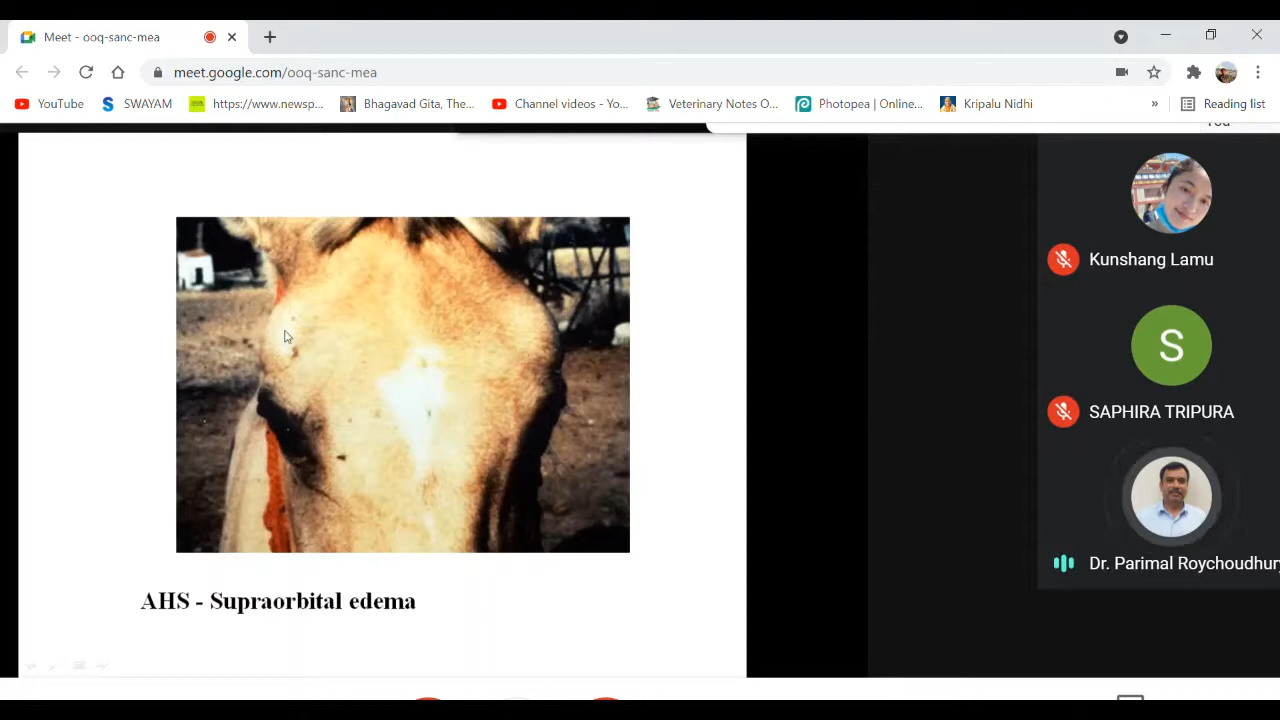 Meet - ooq-sanc-mea
meet.google.com/ooq-sanc-mea
YouTube
S SWAYAM
https://www.newsp...
Bhagavad Gita, The...
Channel videos - Yo...
Veterinary Notes O...
Photopea | Online...
Kripalu Nidhi
»
Reading list
You
Kunshang Lamu
S
SAPHIRA TRIPURA
Dr. Parimal Roychoudhury
AHS - Supraorbital edema